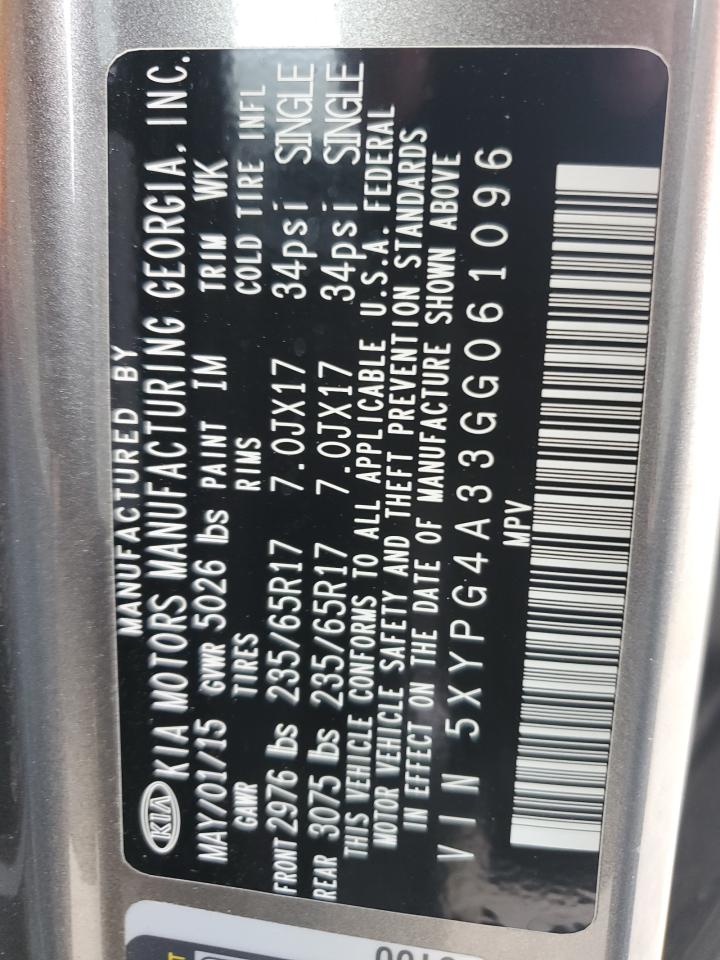 MANUFACTURED BY
KIA KIA MOTORS MANUFACTURING GEORGIA, INC.
MAY/01/15 GVWR 5026 lbs PAINT IM TRIM WK
GAWR TIRES RIMS COLD TIRE INFL
FRONT 2976 lbs 235/65R17 7.0JX17 34psi SINGLE
REAR 3075 lbs 235/65R17 7.0JX17 34psi SINGLE
THIS VEHICLE CONFORMS TO ALL APPLICABLE U.S.A. FEDERAL
MOTOR VEHICLE SAFETY AND THEFT PREVENTION STANDARDS
IN EFFECT ON THE DATE OF MANUFACTURE SHOWN ABOVE
VIN 5XYPG4A33GG061096
MPV